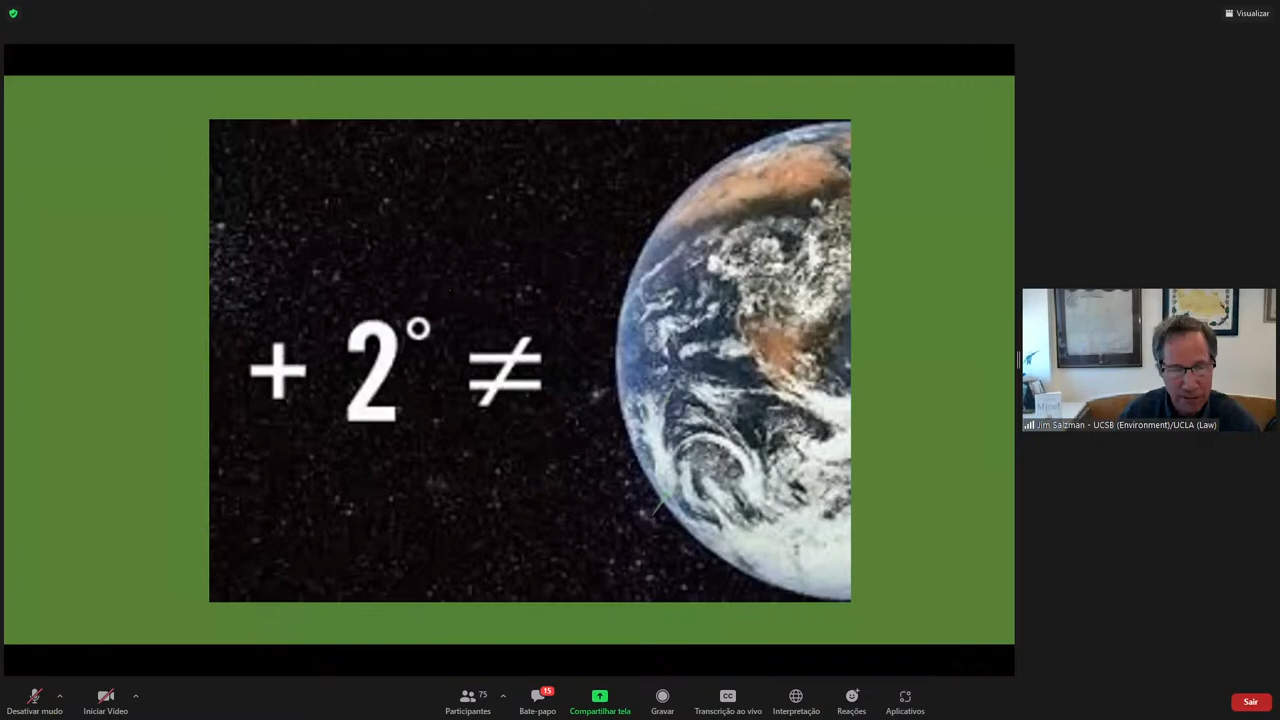 Visualizar
+ 2° ≠
Mine!
Jim Salzman - UCSB (Environment)/UCLA (Law)
75
15
CC
Desativar mudo
Iniciar Vídeo
Participantes
Bate-papo
Compartilhar tela
Gravar
Transcrição ao vivo
Interpretação
Reações
Aplicativos
Sair